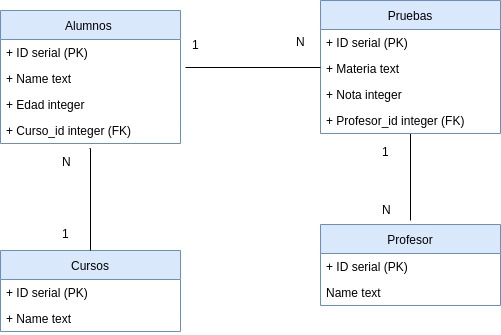 Alumnos
+ ID serial (PK)
+ Name text
+ Edad integer
+ Curso_id integer (FK)
1
N
Pruebas
+ ID serial (PK)
+ Materia text
+ Nota integer
+ Profesor_id integer (FK)
N
1
1
N
Cursos
+ ID serial (PK)
+ Name text
Profesor
+ ID serial (PK)
Name text